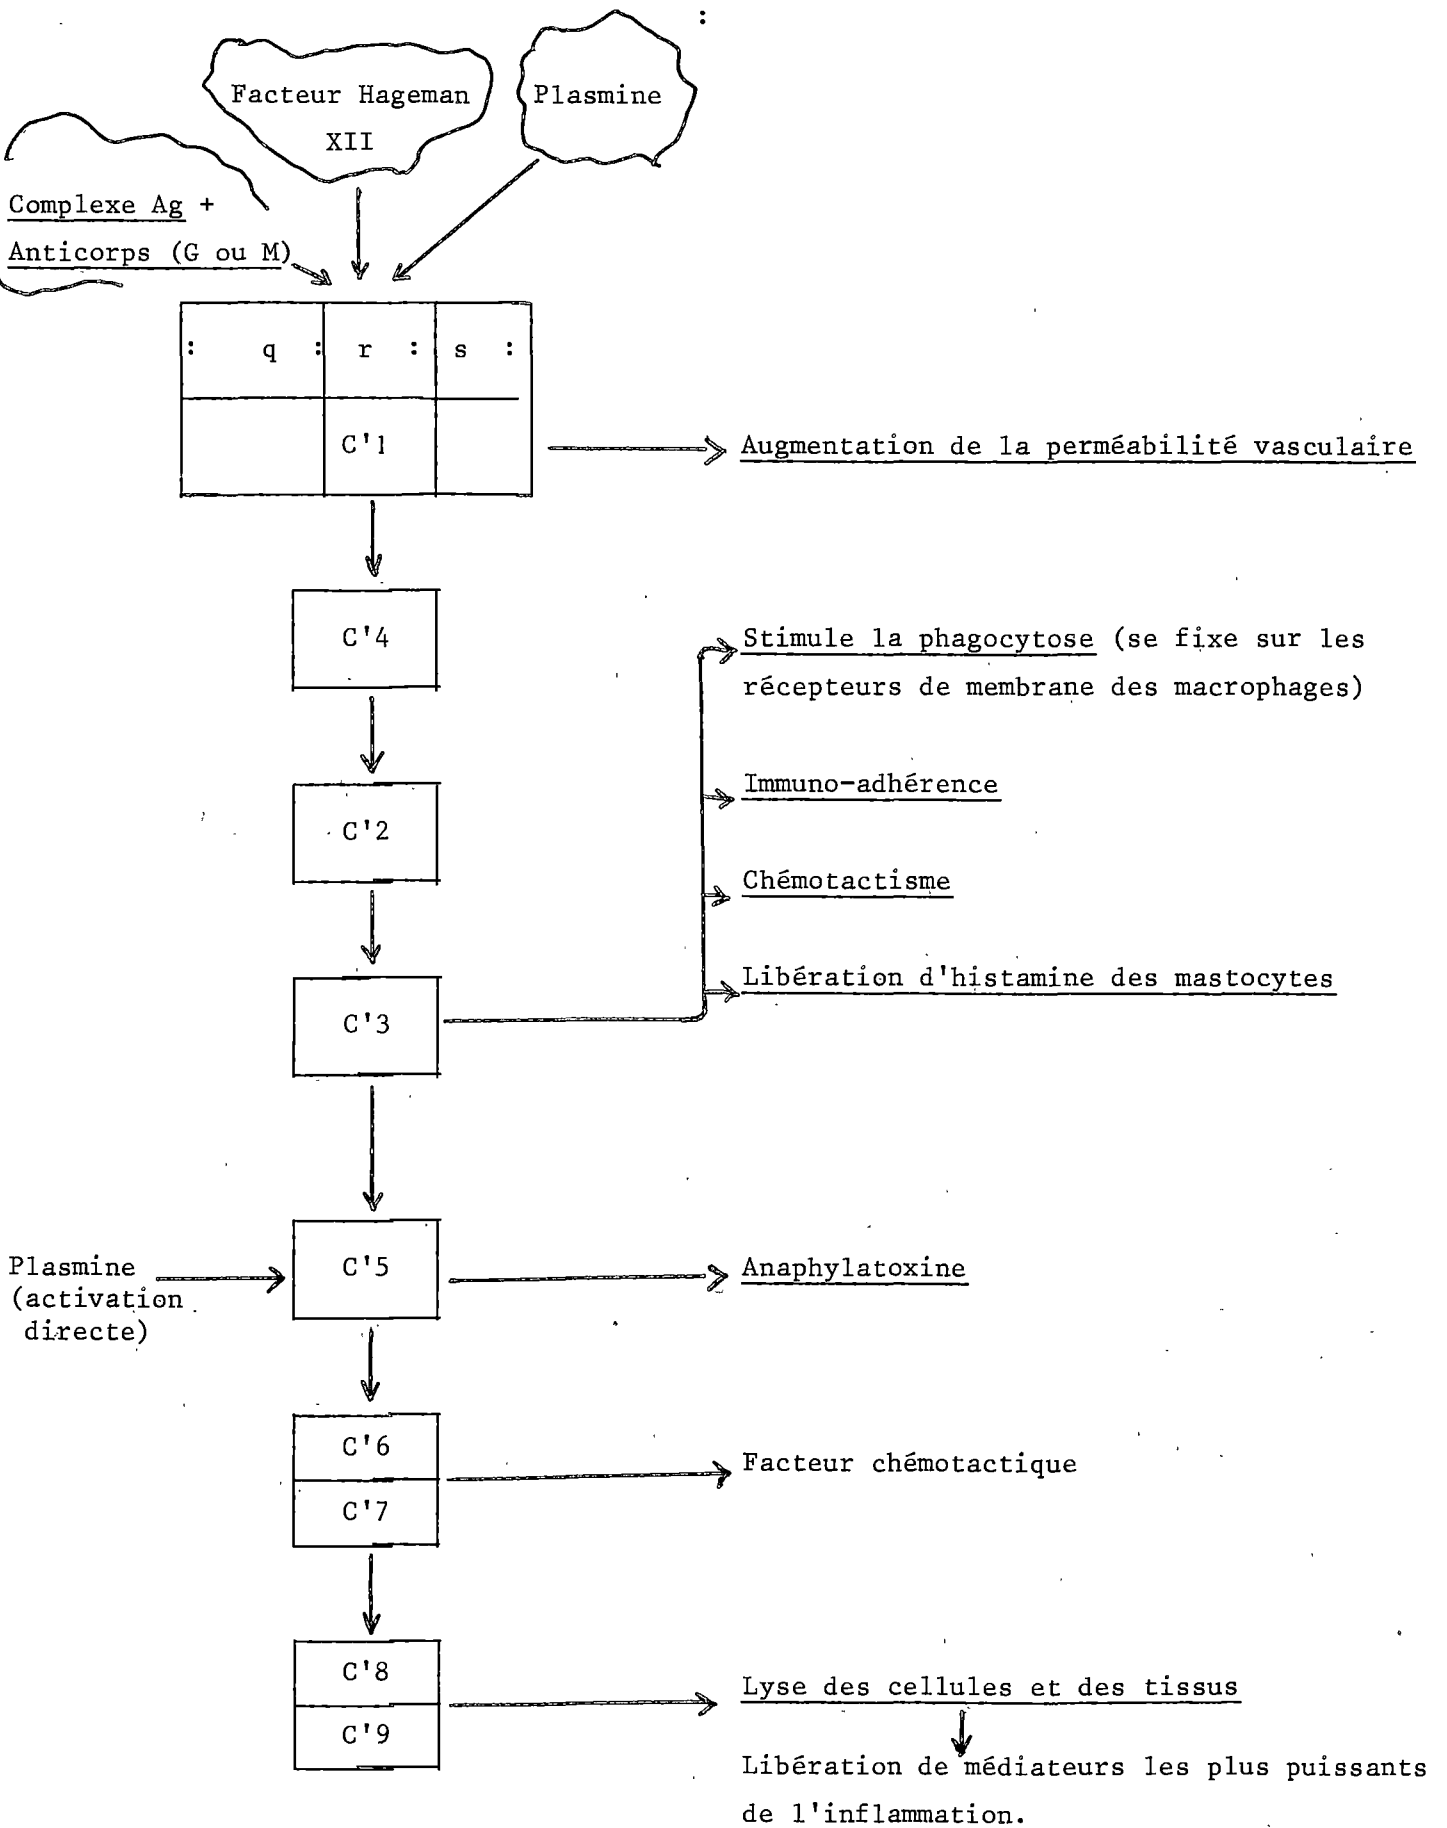 :
Facteur Hageman
XII
Plasmine
Complexe Ag +
Anticorps (G ou M)
: q : r : s :
C'1
Augmentation de la perméabilité vasculaire
C'4
Stimule la phagocytose (se fixe sur les
récepteurs de membrane des macrophages)
C'2
Immuno-adhérence
Chémotactisme
Libération d'histamine des mastocytes
C'3
Plasmine
(activation
directe)
C'5
Anaphylatoxine
C'6
C'7
Facteur chémotactique
C'8
C'9
Lyse des cellules et des tissus
Libération de médiateurs les plus puissants
de l'inflammation.